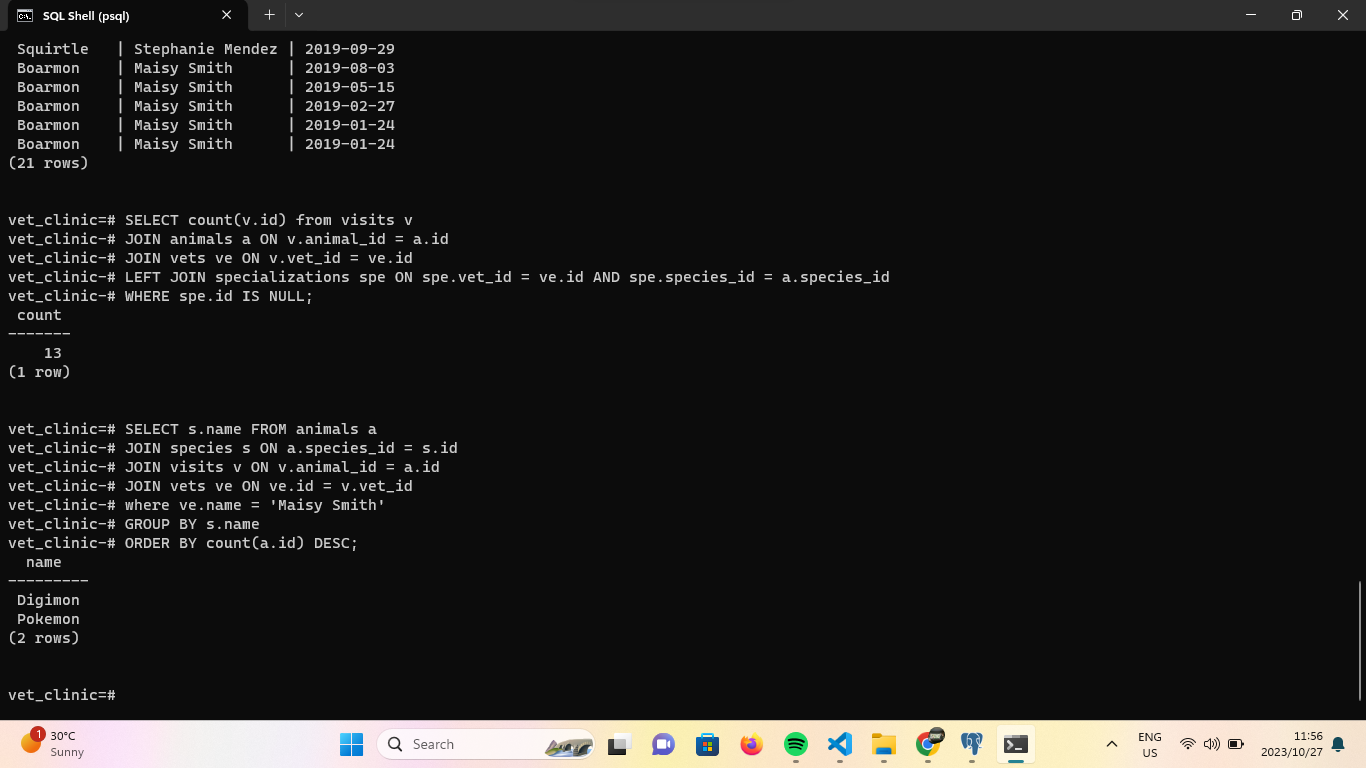 SQL Shell (psql)
Squirtle   | Stephanie Mendez | 2019-09-29
Boarmon    | Maisy Smith      | 2019-08-03
Boarmon    | Maisy Smith      | 2019-05-15
Boarmon    | Maisy Smith      | 2019-02-27
Boarmon    | Maisy Smith      | 2019-01-24
Boarmon    | Maisy Smith      | 2019-01-24
(21 rows)
vet_clinic=# SELECT count(v.id) from visits v
vet_clinic-# JOIN animals a ON v.animal_id = a.id
vet_clinic-# JOIN vets ve ON v.vet_id = ve.id
vet_clinic-# LEFT JOIN specializations spe ON spe.vet_id = ve.id AND spe.species_id = a.species_id
vet_clinic-# WHERE spe.id IS NULL;
count
-------
13
(1 row)
vet_clinic=# SELECT s.name FROM animals a
vet_clinic-# JOIN species s ON a.species_id = s.id
vet_clinic-# JOIN visits v ON v.animal_id = a.id
vet_clinic-# JOIN vets ve ON ve.id = v.vet_id
vet_clinic-# where ve.name = 'Maisy Smith'
vet_clinic-# GROUP BY s.name
vet_clinic-# ORDER BY count(a.id) DESC;
name
---------
Digimon
Pokemon
(2 rows)
vet_clinic=#
1
30°C
Sunny
Search
ENG
US
11:56
2023/10/27